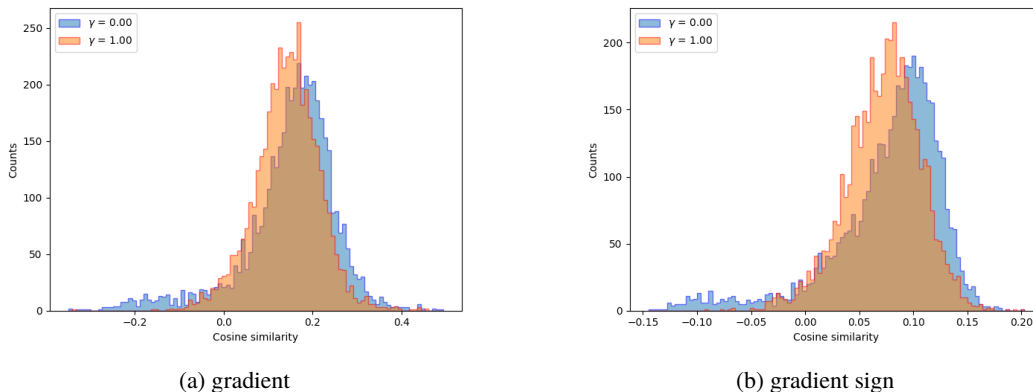 γ = 0.00
γ = 1.00
250
200
150
100
50
0
Counts
−0.2
0.0
0.2
0.4
Cosine similarity
(a) gradient
γ = 0.00
γ = 1.00
200
150
100
50
0
Counts
−0.15
−0.10
−0.05
0.00
0.05
0.10
0.15
0.20
Cosine similarity
(b) gradient sign